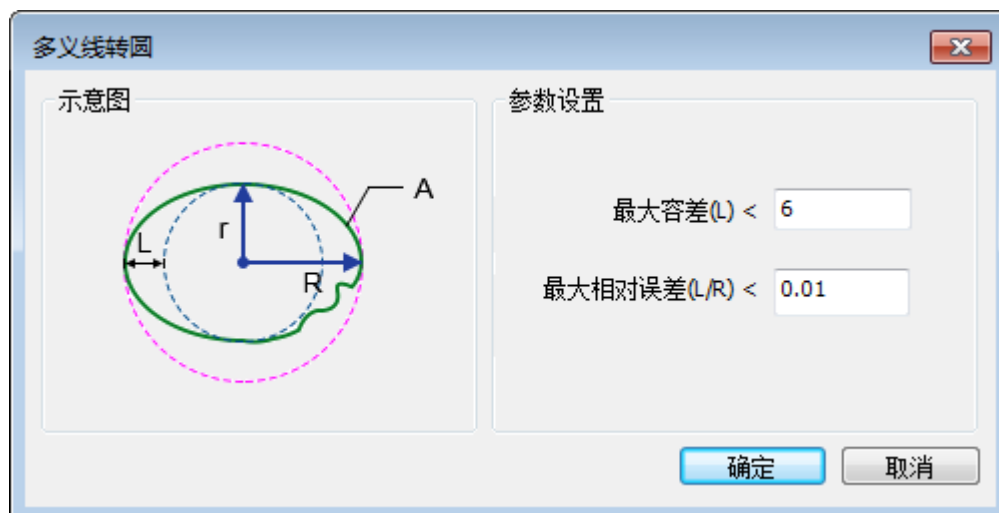 多义线转圆
示意图
A
r
L
R
参数设置
最大容差(L) < 6
最大相对误差(L/R) < 0.01
确定 取消